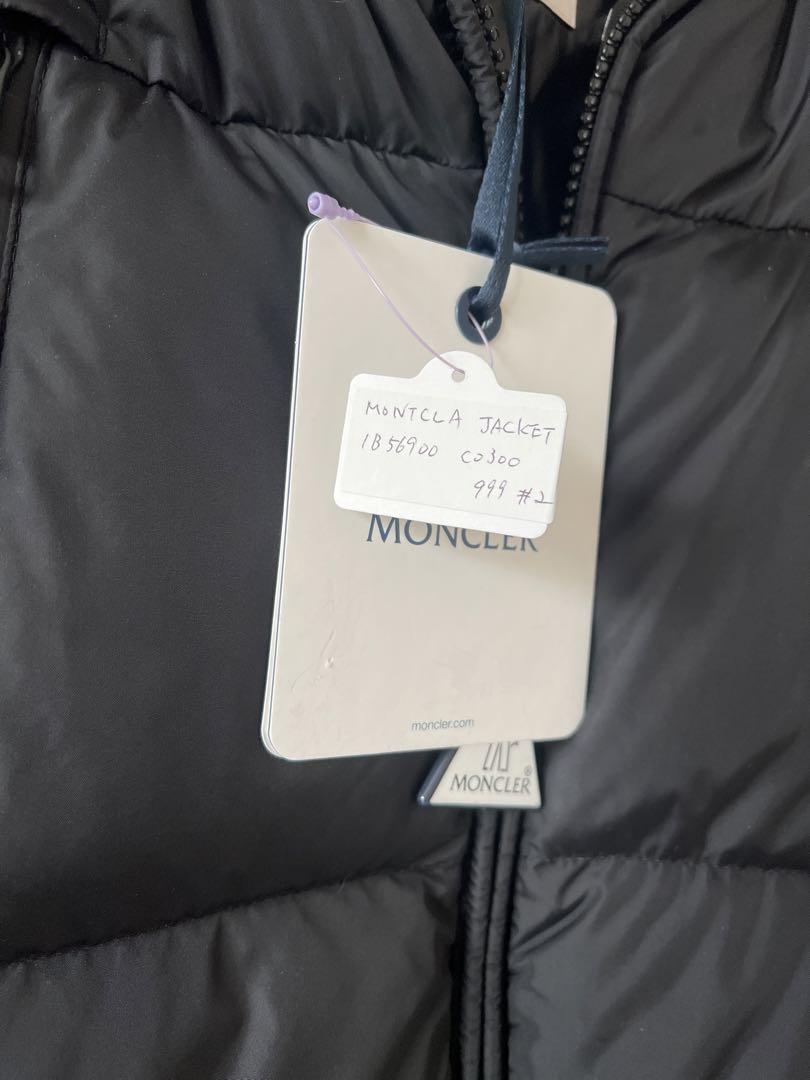 MONTCLA JACKET
1B56900 C0300
999 #2
MONCLER
moncler.com
MONCLER®